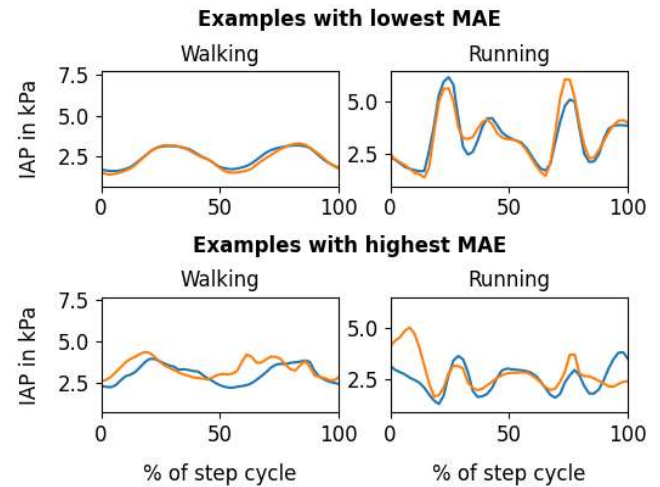 Examples with lowest MAE
Walking Running
IAP in kPa
7.5
5.0
2.5
0 50 100
5.0
2.5
0 50 100
Examples with highest MAE
Walking Running
IAP in kPa
7.5
5.0
2.5
0 50 100
5.0
2.5
0 50 100
% of step cycle % of step cycle